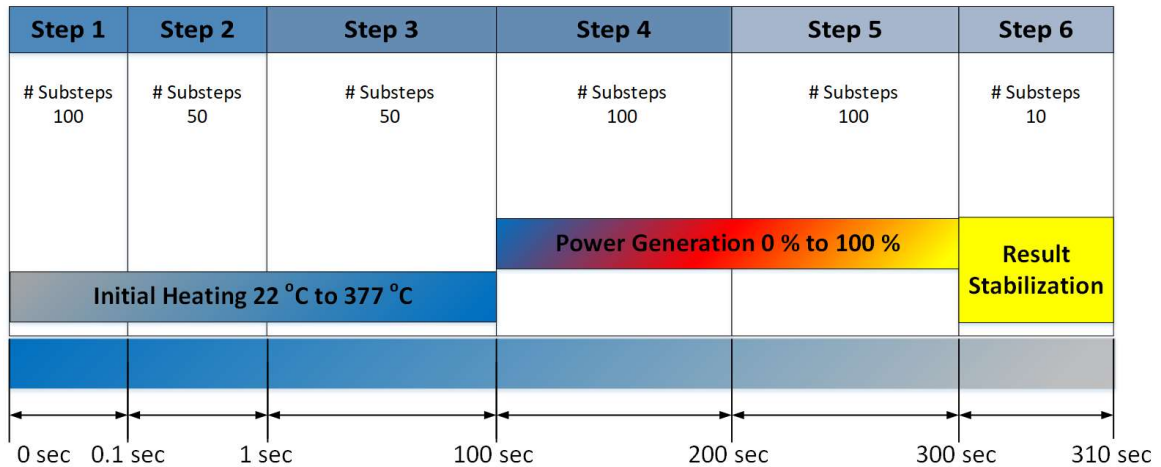 Step 1 Step 2 Step 3 Step 4 Step 5 Step 6
# Substeps # Substeps # Substeps # Substeps # Substeps # Substeps
100 50 50 100 100 10
Power Generation 0 % to 100 %
Result
Stabilization
Initial Heating 22 °C to 377 °C
0 sec 0.1 sec 1 sec 100 sec 200 sec 300 sec 310 sec